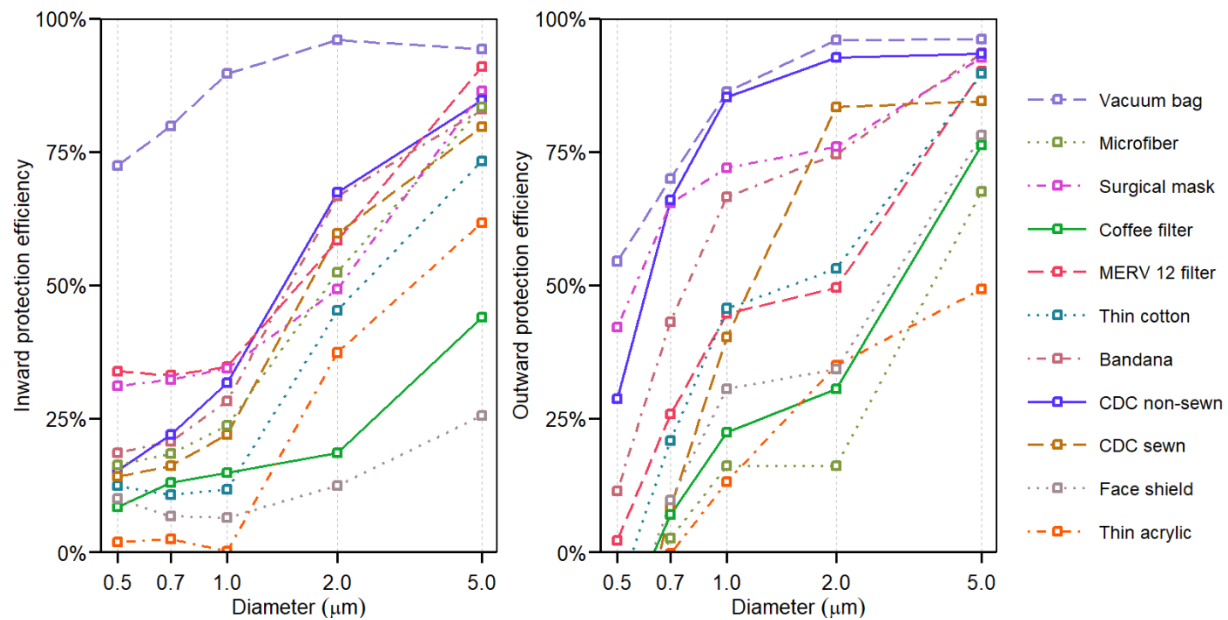 Inward protection efficiency
100%
75%
50%
25%
0%
0.5 0.7 1.0 2.0 5.0
Diameter (μm)
Outward protection efficiency
100%
75%
50%
25%
0%
0.5 0.7 1.0 2.0 5.0
Diameter (μm)
Vacuum bag
Microfiber
Surgical mask
Coffee filter
MERV 12 filter
Thin cotton
Bandana
CDC non-sewn
CDC sewn
Face shield
Thin acrylic